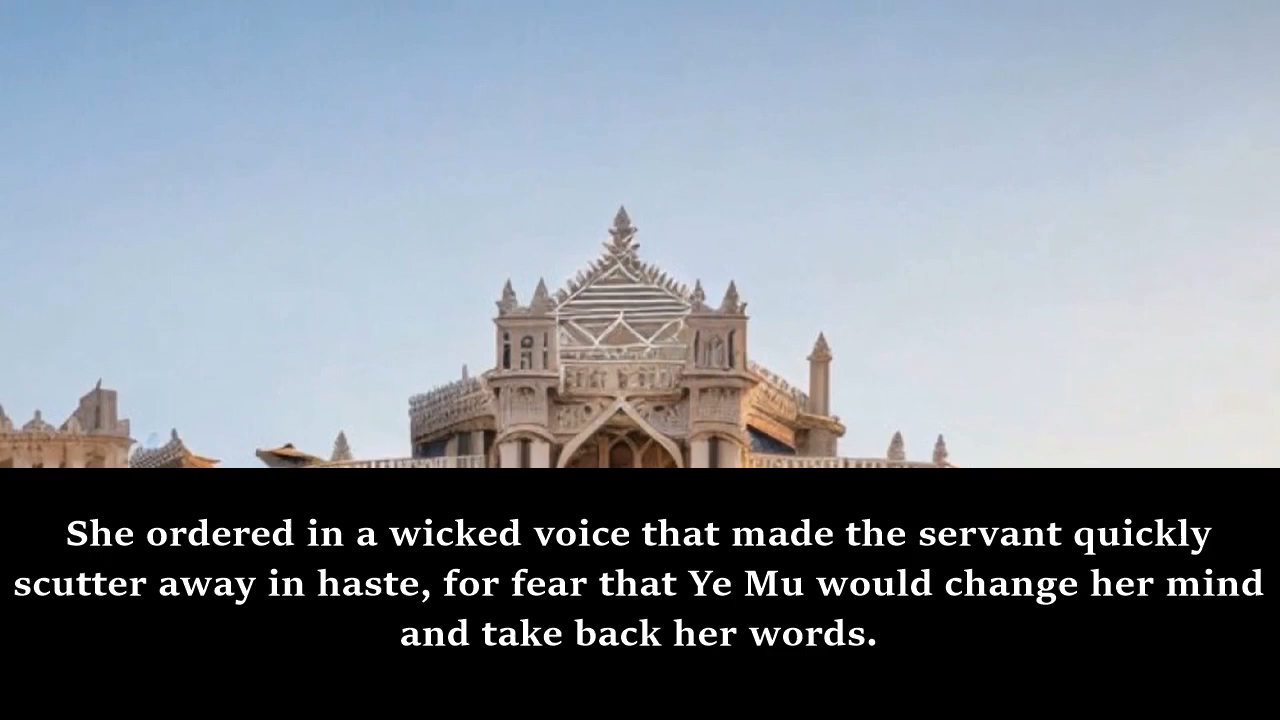 She ordered in a wicked voice that made the servant quickly
scutter away in haste, for fear that Ye Mu would change her mind
and take back her words.